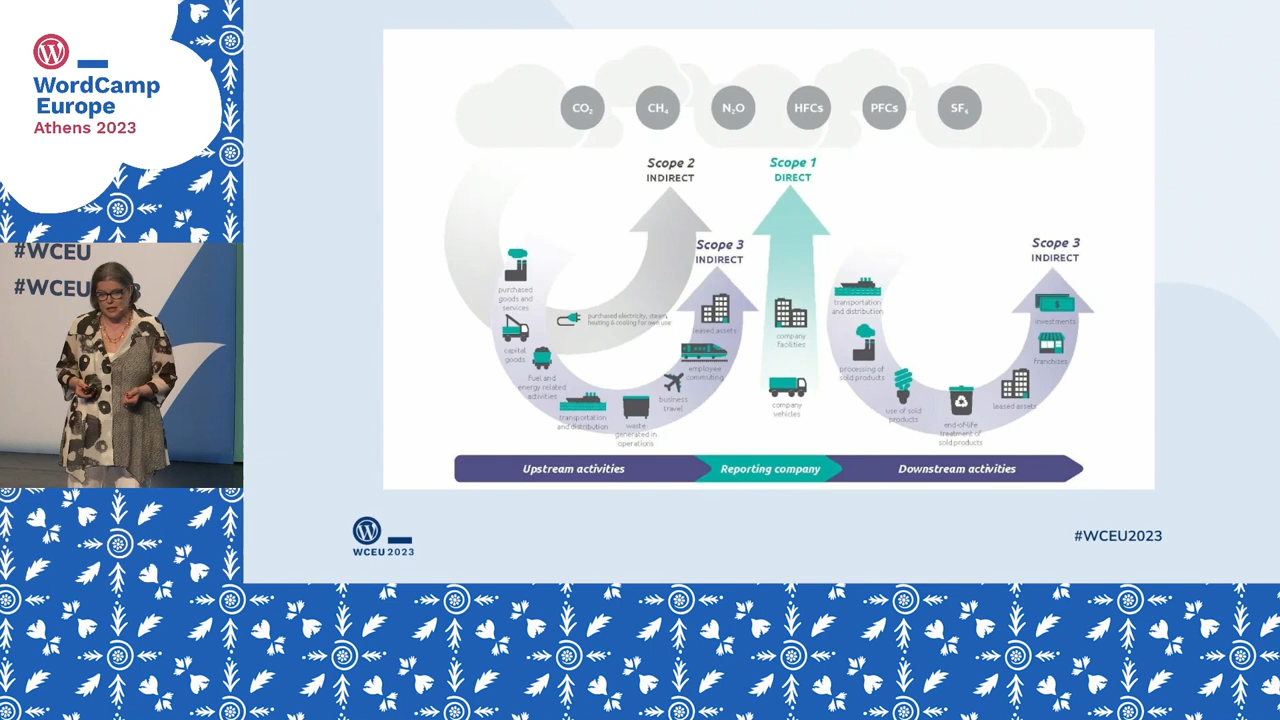 WordCamp
Europe
Athens 2023
#WCEU
#WCEU
CO₂
CH₄
N₂O
HFCs
PFCs
SF₆
Scope 2
INDIRECT
Scope 1
DIRECT
Scope 3
INDIRECT
Scope 3
INDIRECT
purchased
goods and
services
capital
goods
fuel and
energy related
activities
transportation
and distribution
waste
generated in
operations
business
travel
employee
commuting
leased assets
purchased electricity, steam,
heating & cooling for own use
company
facilities
company
vehicles
transportation
and distribution
processing of
sold products
use of sold
products
end-of-life
treatment of
sold products
leased assets
franchises
investments
$
Upstream activities
Reporting company
Downstream activities
WCEU 2023
#WCEU2023